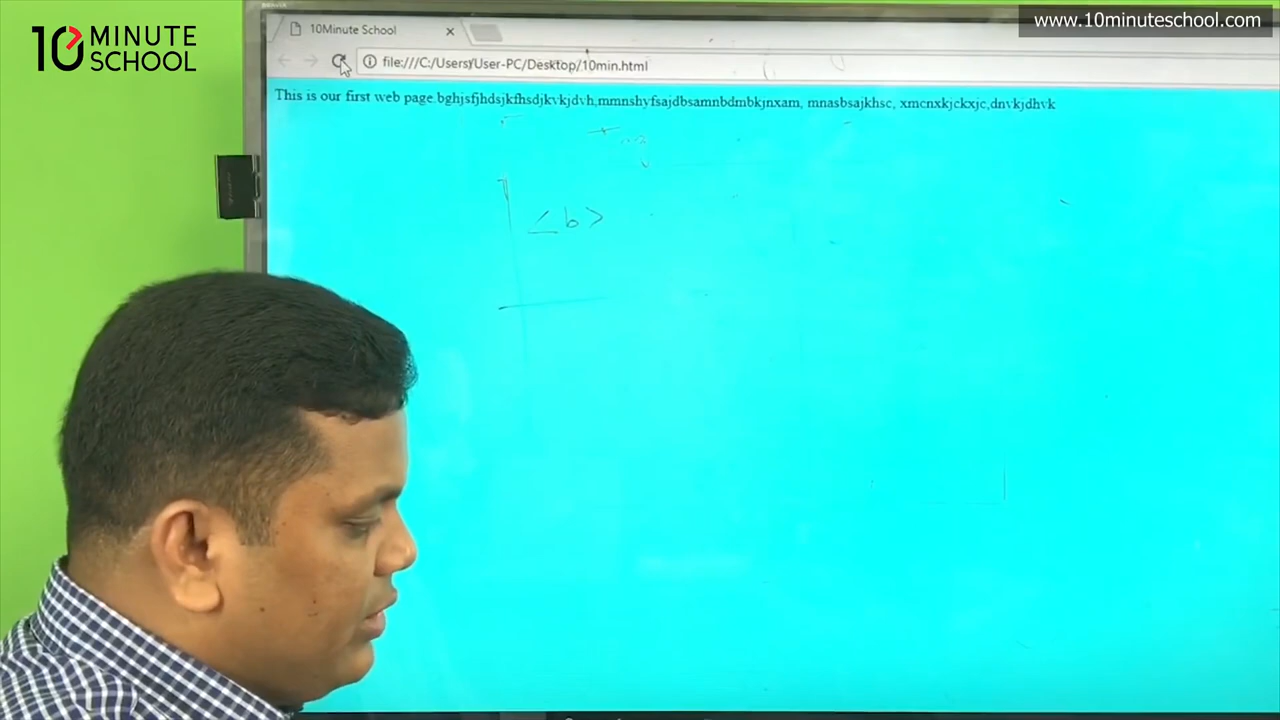 10 MINUTE SCHOOL
www.10minuteschool.com
10Minute School
file:///C:/Users/User-PC/Desktop/10min.html
This is our first web page.bghjsfjhdsjkfhsdjkvkjdvh,mmnshyfsajdbsamnbdmbkjnxam, mnasbsajkhsc, xmcnxkjckxjc,dnvkjdhvk
<b>